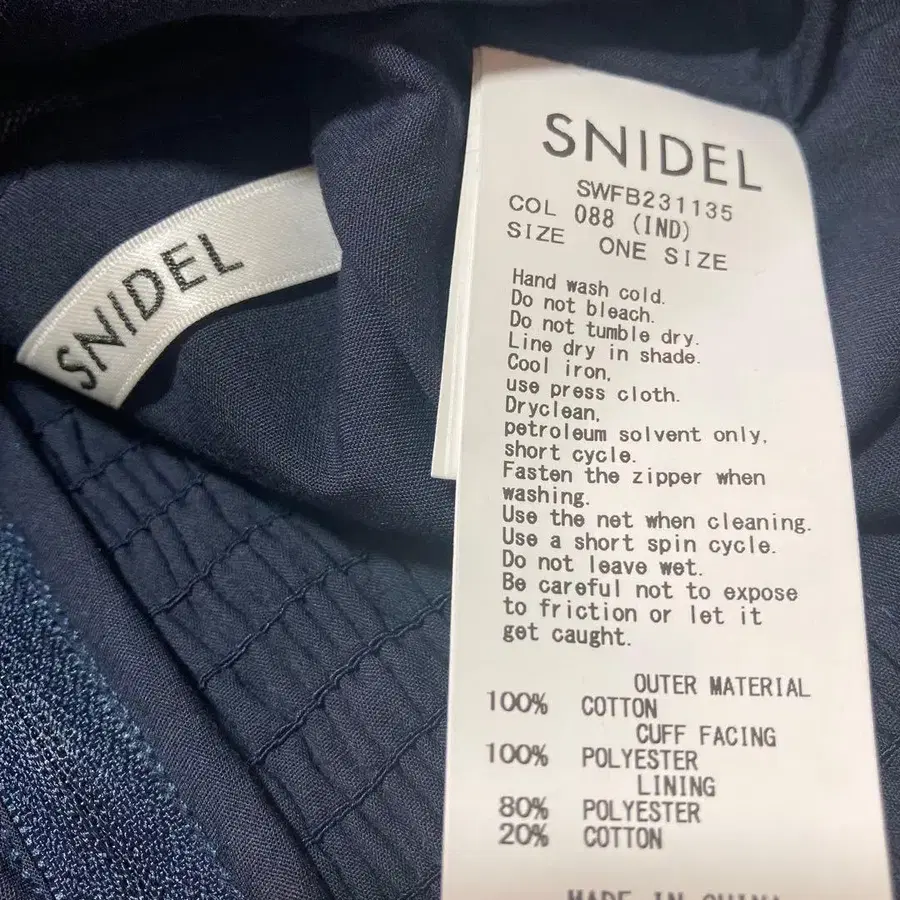 SNIDEL
SNIDEL
SWFB231135
COL 088 (IND)
SIZE ONE SIZE
Hand wash cold.
Do not bleach.
Do not tumble dry.
Line dry in shade.
Cool iron,
use press cloth.
Dryclean,
petroleum solvent only,
short cycle.
Fasten the zipper when
washing.
Use the net when cleaning.
Use a short spin cycle.
Do not leave wet.
Be careful not to expose
to friction or let it
get caught.
OUTER MATERIAL
100% COTTON
CUFF FACING
100% POLYESTER
LINING
80% POLYESTER
20% COTTON
MADE IN CHINA